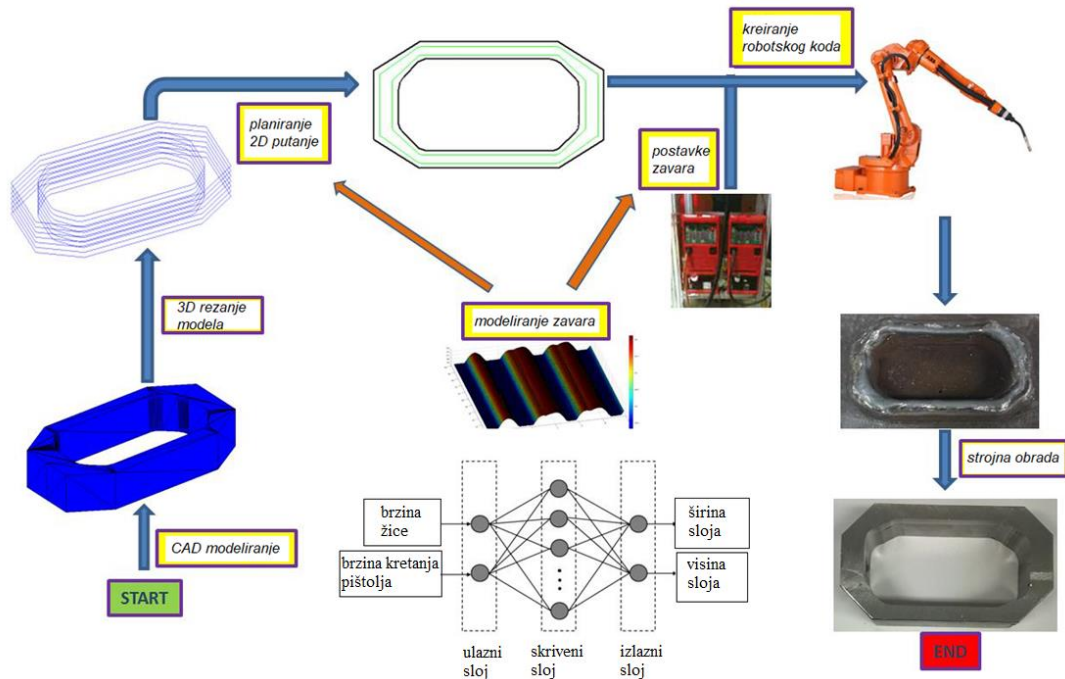 kreiranje
robotskog koda
planiranje
2D putanje
postavke
zavara
3D rezanje
modela
modeliranje zavara
strojna obrada
CAD modeliranje
START
brzina
žice
brzina kretanja
pištolja
širina
sloja
visina
sloja
ulazni
sloj
skriveni
sloj
izlazni
sloj
END